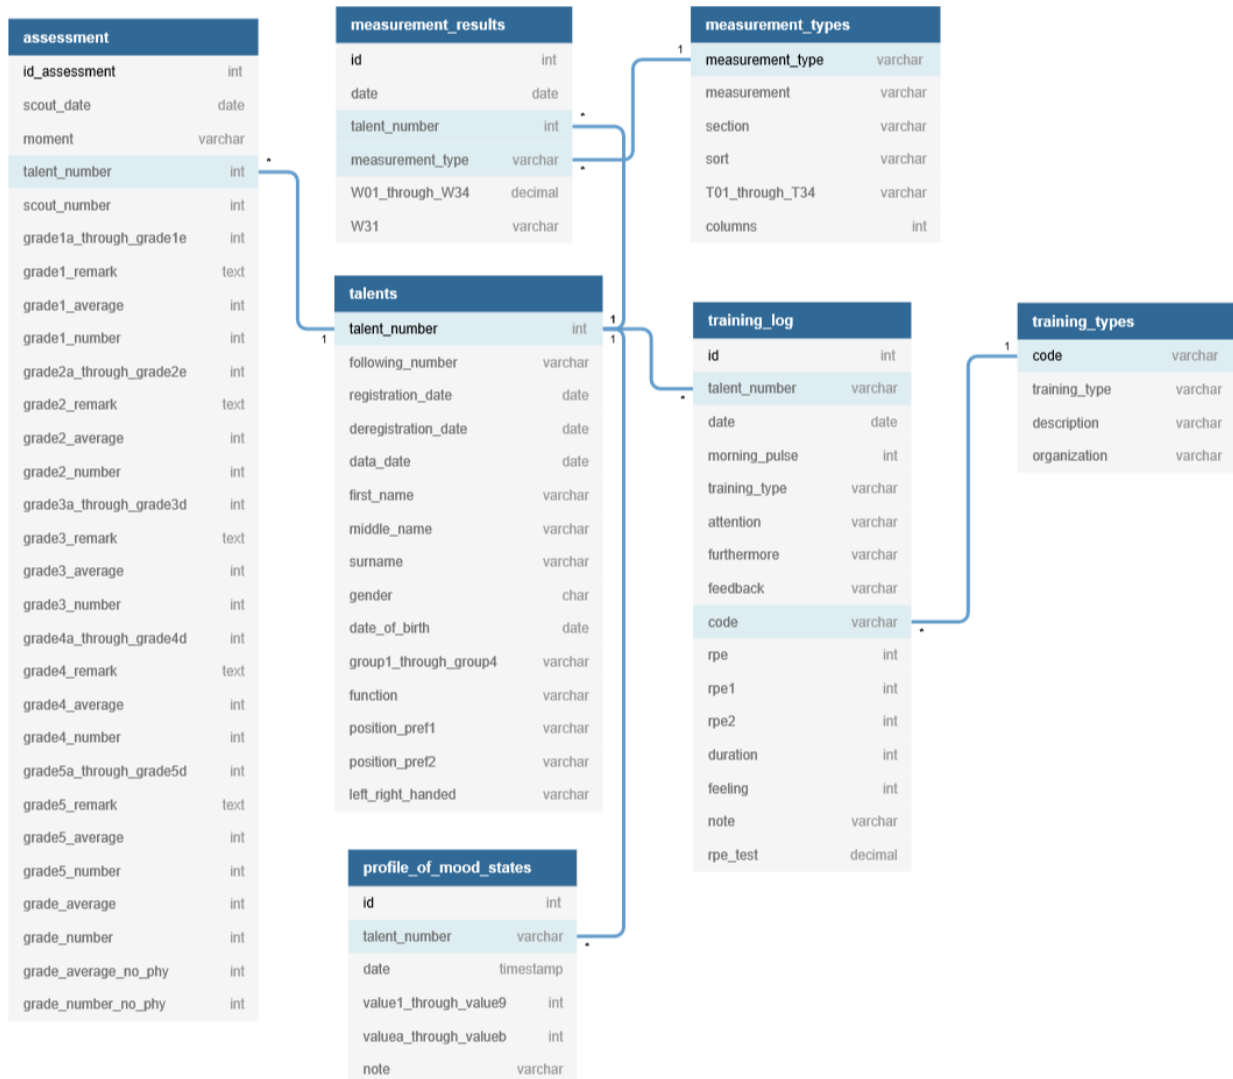 assessment
id_assessment int
scout_date date
moment varchar
talent_number int
scout_number int
grade1a_through_grade1e int
grade1_remark text
grade1_average int
grade1_number int
grade2a_through_grade2e int
grade2_remark text
grade2_average int
grade2_number int
grade3a_through_grade3d int
grade3_remark text
grade3_average int
grade3_number int
grade4a_through_grade4d int
grade4_remark text
grade4_average int
grade4_number int
grade5a_through_grade5d int
grade5_remark text
grade5_average int
grade5_number int
grade_average int
grade_number int
grade_average_no_phy int
grade_number_no_phy int
*
1
measurement_results
id int
date date
talent_number int
measurement_type varchar
W01_through_W34 decimal
W31 varchar
*
*
1
measurement_types
measurement_type varchar
measurement varchar
section varchar
sort varchar
T01_through_T34 varchar
columns int
talents
talent_number int
following_number varchar
registration_date date
deregistration_date date
data_date date
first_name varchar
middle_name varchar
surname varchar
gender char
date_of_birth date
group1_through_group4 varchar
function varchar
position_pref1 varchar
position_pref2 varchar
left_right_handed varchar
1
1
*
training_log
id int
talent_number varchar
date date
morning_pulse int
training_type varchar
attention varchar
furthermore varchar
feedback varchar
code varchar
rpe int
rpe1 int
rpe2 int
duration int
feeling int
note varchar
rpe_test decimal
*
1
training_types
code varchar
training_type varchar
description varchar
organization varchar
profile_of_mood_states
id int
talent_number varchar
date timestamp
value1_through_value9 int
valuea_through_valueb int
note varchar
*